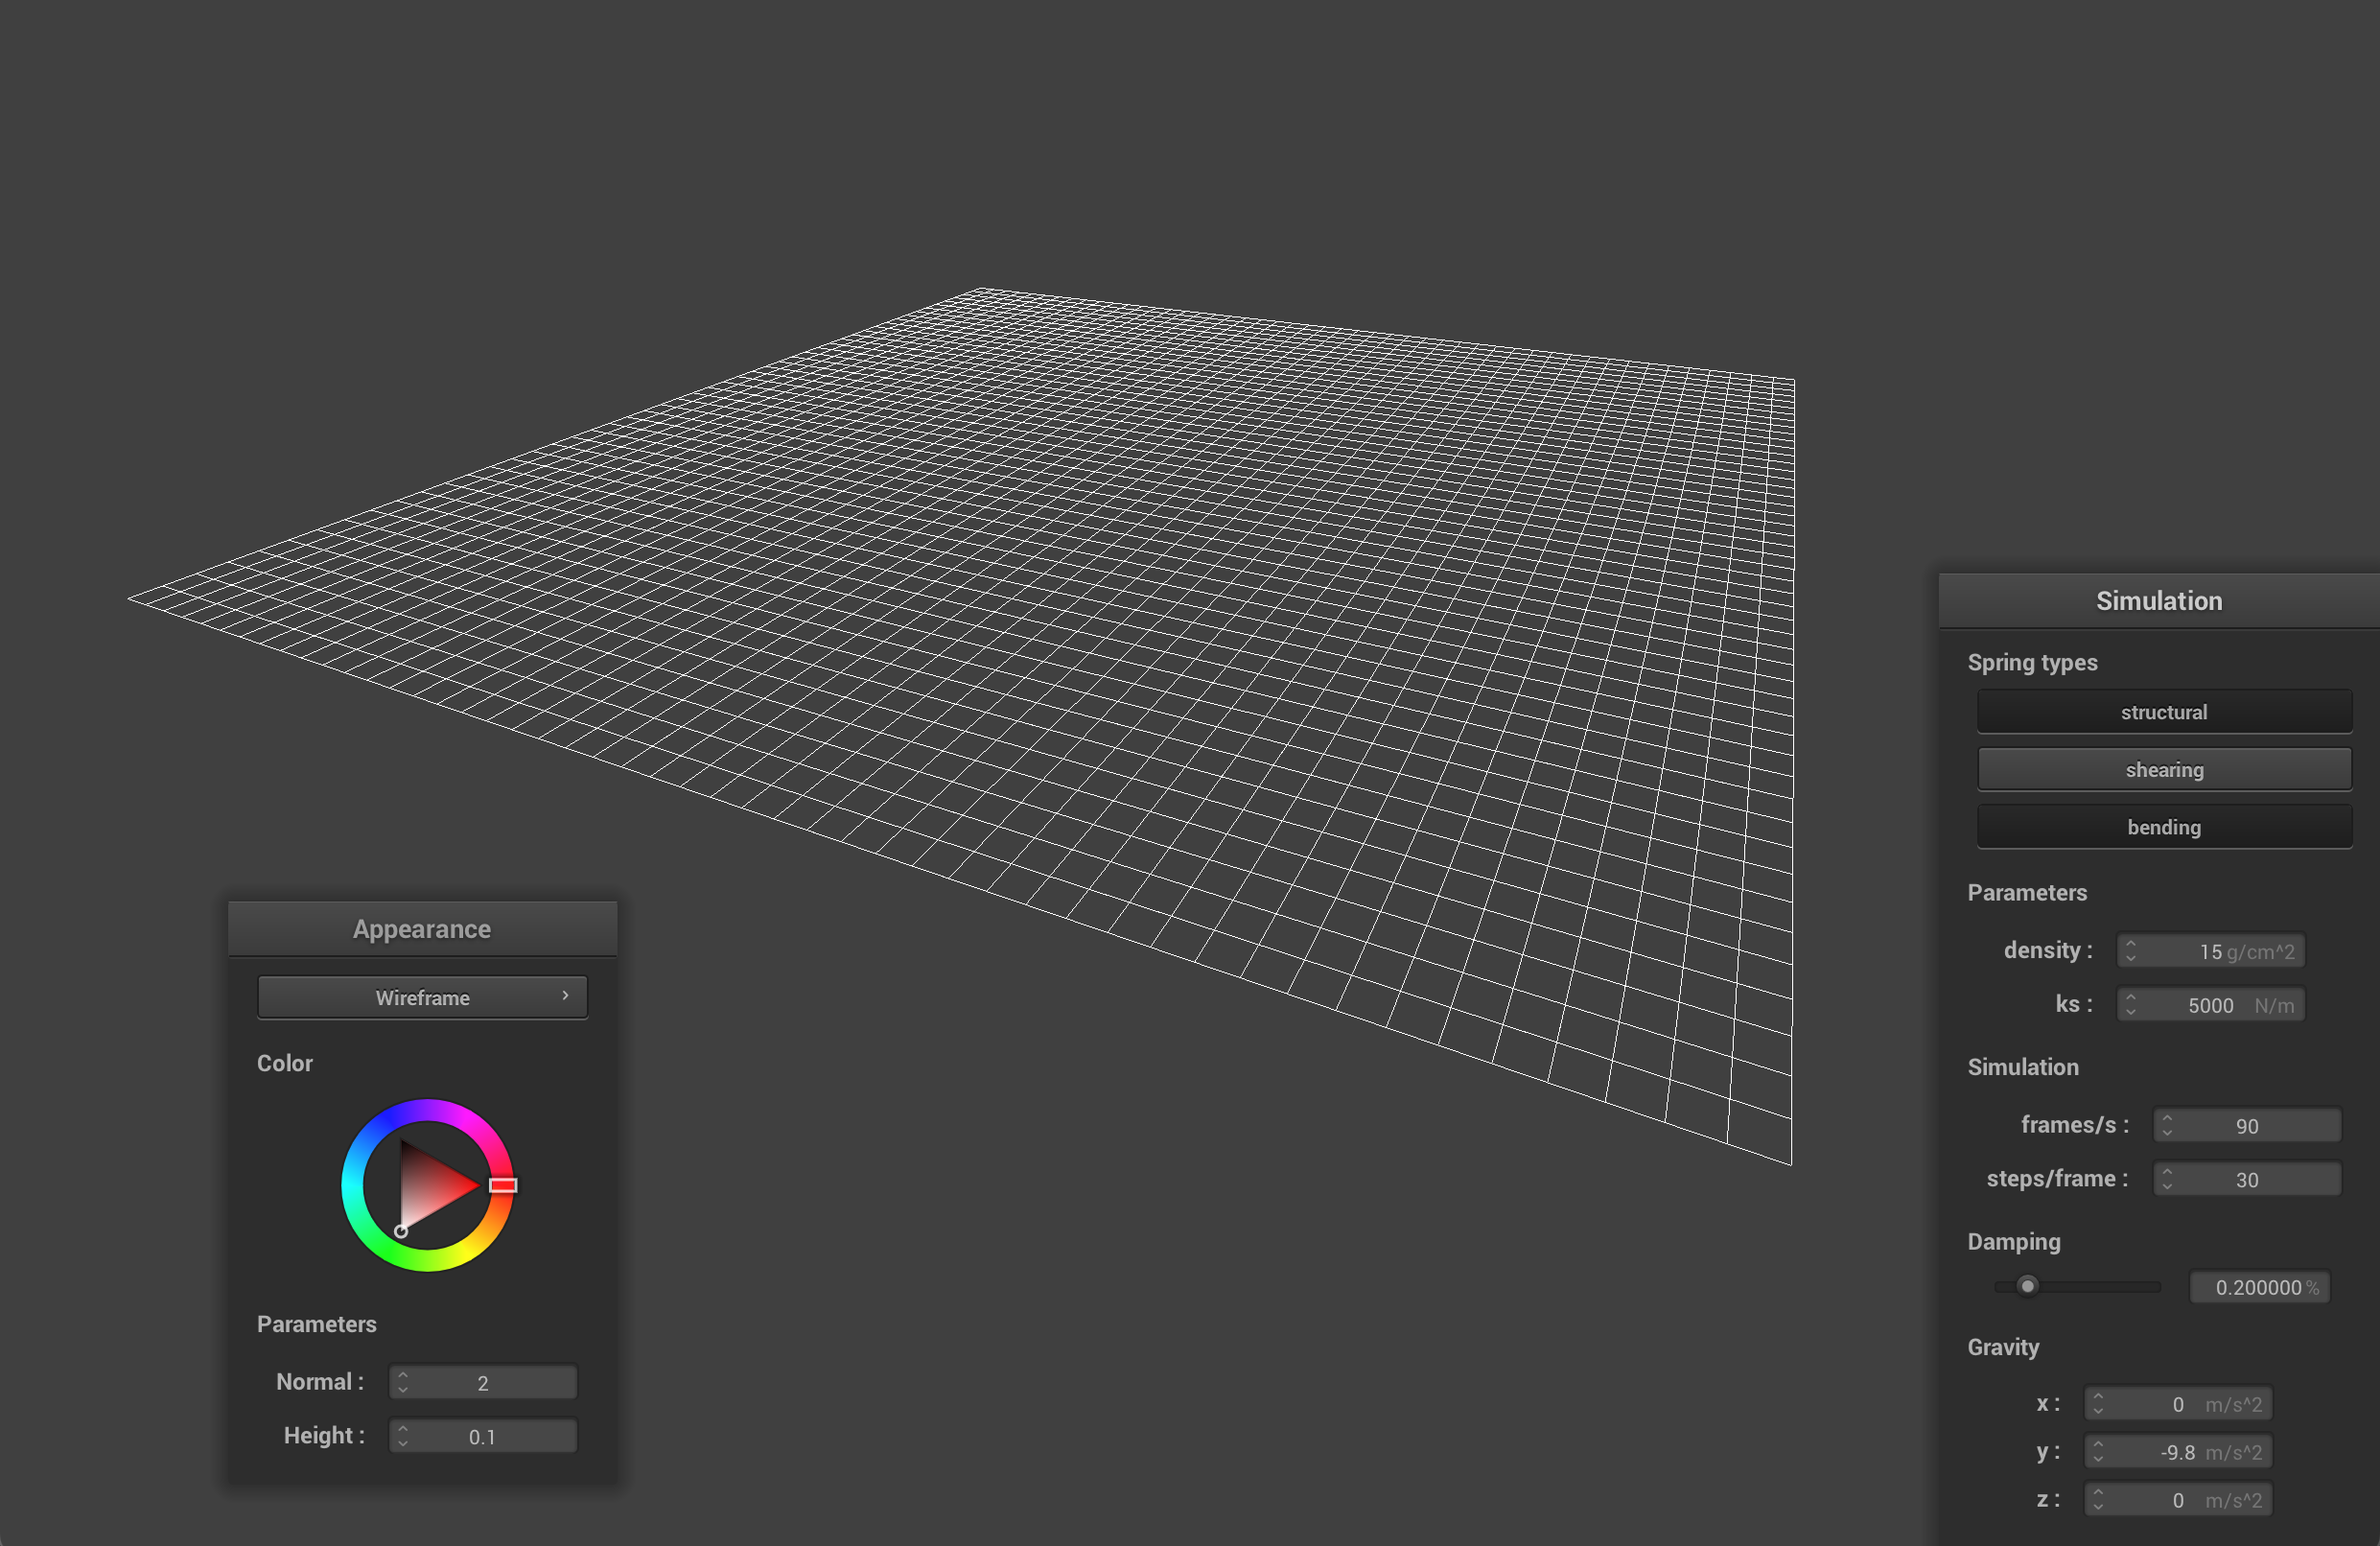 Appearance
Wireframe
Color
Parameters
Normal : 2
Height : 0.1
Simulation
Spring types
structural
shearing
bending
Parameters
density : 15 g/cm^2
ks : 5000 N/m
Simulation
frames/s : 90
steps/frame : 30
Damping
0.200000 %
Gravity
x : 0 m/s^2
y : -9.8 m/s^2
z : 0 m/s^2